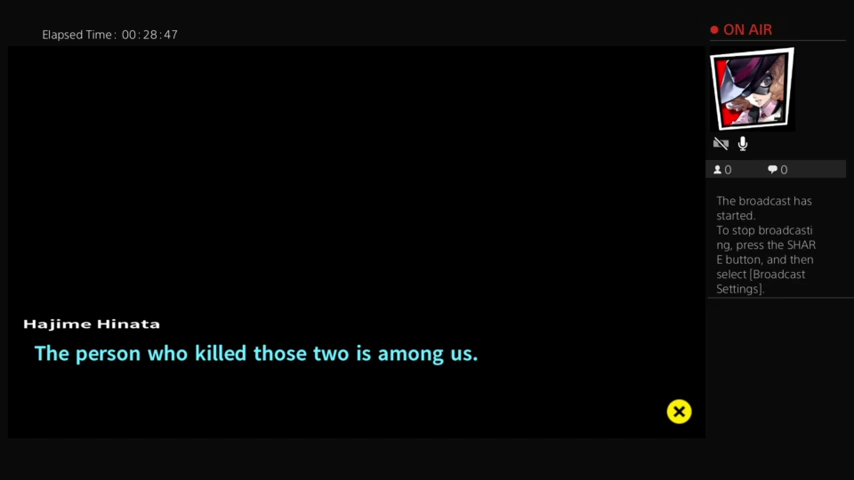 Elapsed Time: 00:28:47
ON AIR
0 0
The broadcast has
started.
To stop broadcasti
ng, press the SHAR
E button, and then
select [Broadcast
Settings].
Hajime Hinata
The person who killed those two is among us.